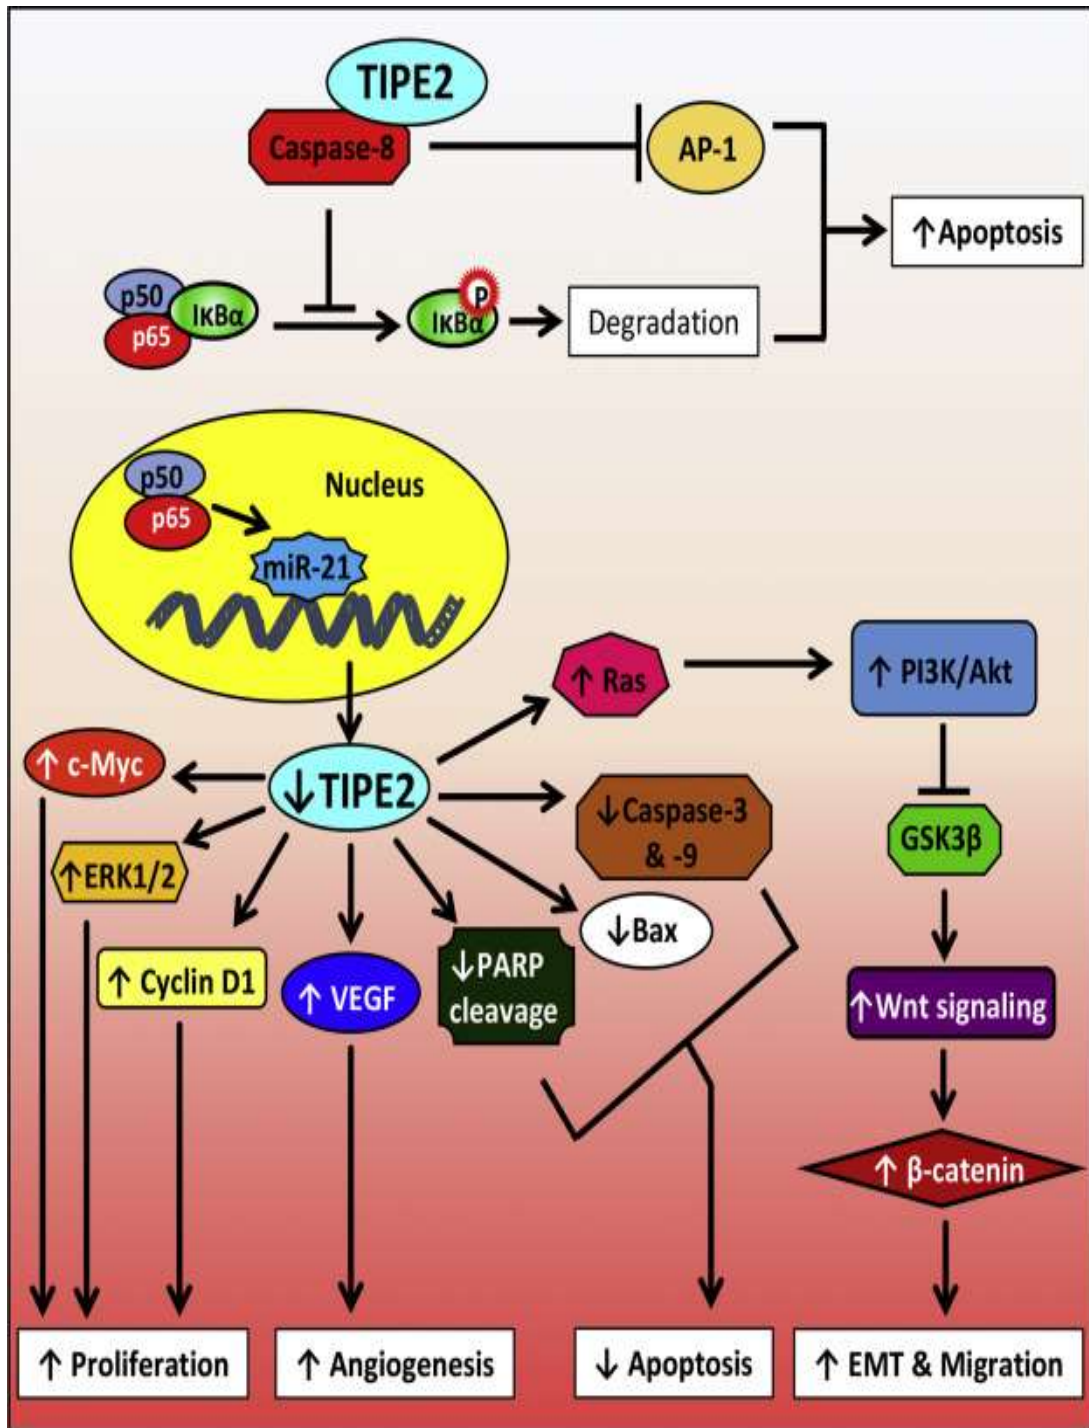 TIPE2
Caspase-8
AP-1
↑Apoptosis
p50
IκBα
p65
P
IκBα
Degradation
p50
Nucleus
p65
miR-21
↑ Ras
↑ PI3K/Akt
↑ c-Myc
↓TIPE2
↓Caspase-3
& -9
GSK3β
↑ERK1/2
↓Bax
↑ Cyclin D1
↑ VEGF
↓PARP
cleavage
↑Wnt signaling
↑ β-catenin
↑ Proliferation
↑ Angiogenesis
↓ Apoptosis
↑ EMT & Migration